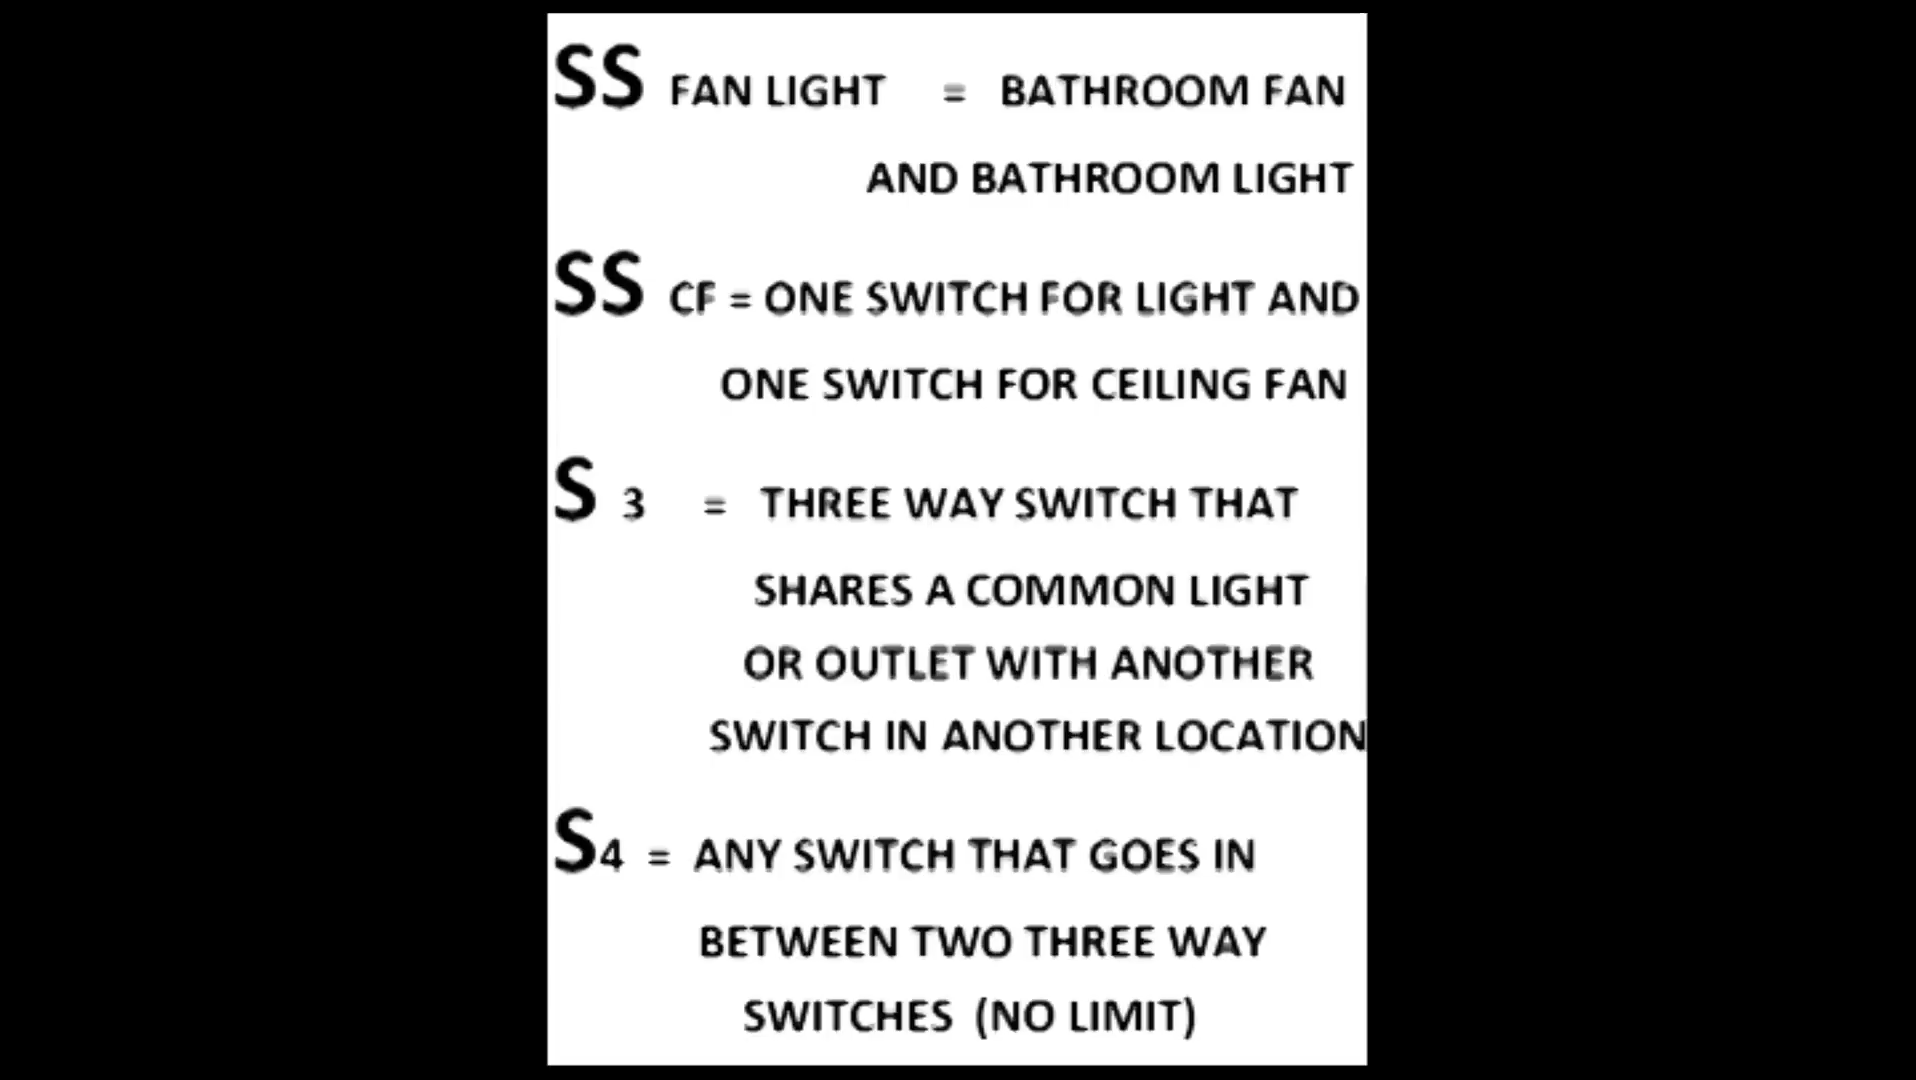 SS FAN LIGHT = BATHROOM FAN
AND BATHROOM LIGHT
SS CF = ONE SWITCH FOR LIGHT AND
ONE SWITCH FOR CEILING FAN
S 3 = THREE WAY SWITCH THAT
SHARES A COMMON LIGHT
OR OUTLET WITH ANOTHER
SWITCH IN ANOTHER LOCATION
S4 = ANY SWITCH THAT GOES IN
BETWEEN TWO THREE WAY
SWITCHES (NO LIMIT)